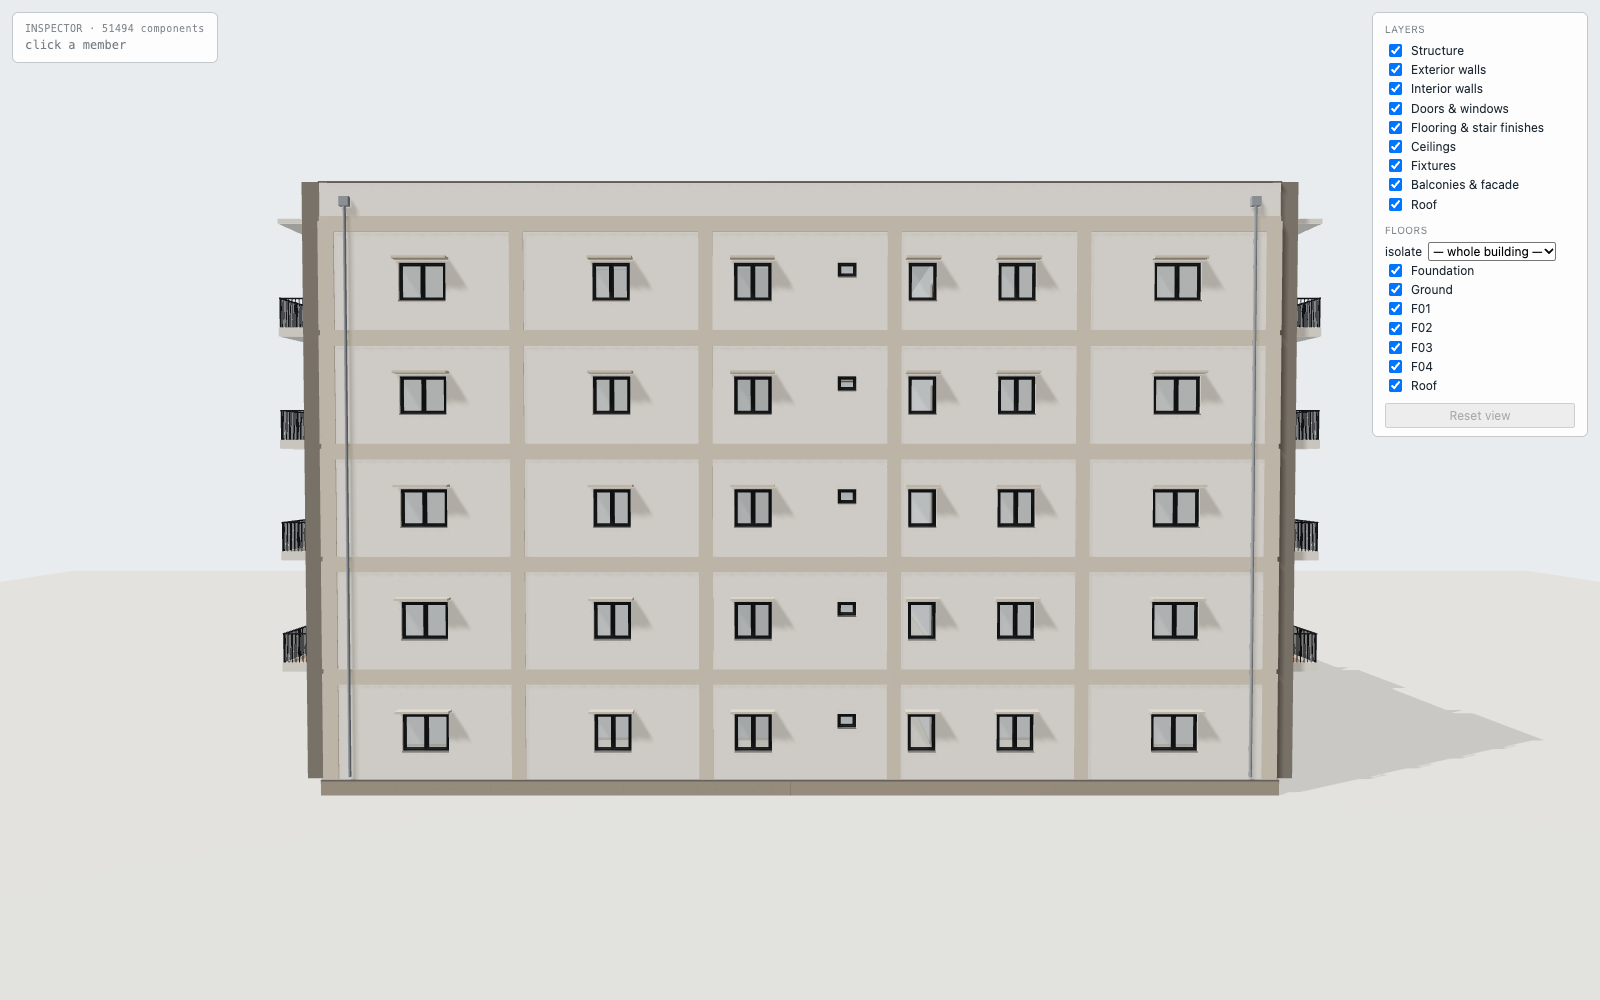 INSPECTOR · 51494 components
click a member
LAYERS
Structure
Exterior walls
Interior walls
Doors & windows
Flooring & stair finishes
Ceilings
Fixtures
Balconies & facade
Roof
FLOORS
isolate — whole building —
Foundation
Ground
F01
F02
F03
F04
Roof
Reset view